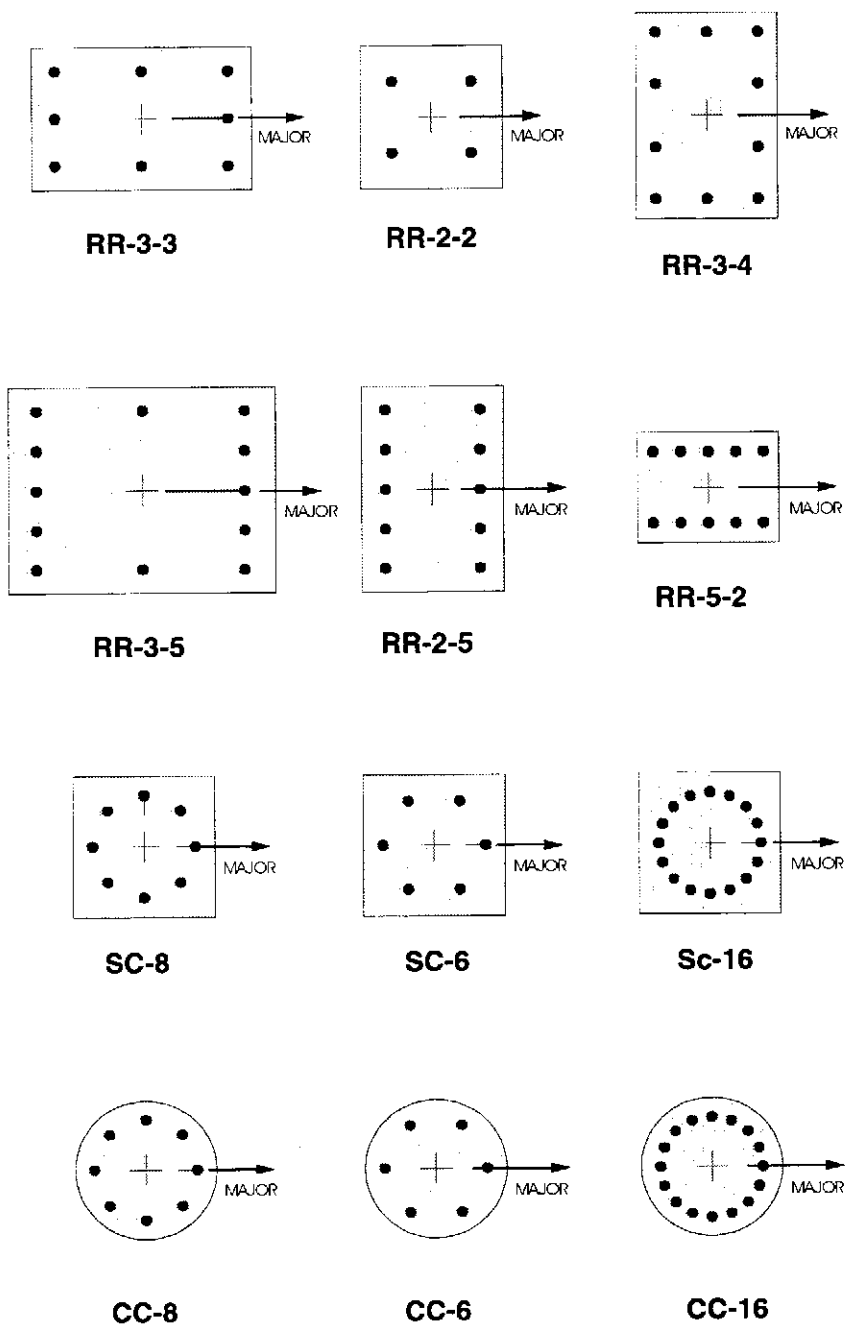 MAJOR
MAJOR
MAJOR
RR-3-3
RR-2-2
RR-3-4
MAJOR
MAJOR
MAJOR
RR-3-5
RR-2-5
RR-5-2
MAJOR
MAJOR
MAJOR
SC-8
SC-6
Sc-16
MAJOR
MAJOR
MAJOR
CC-8
CC-6
CC-16